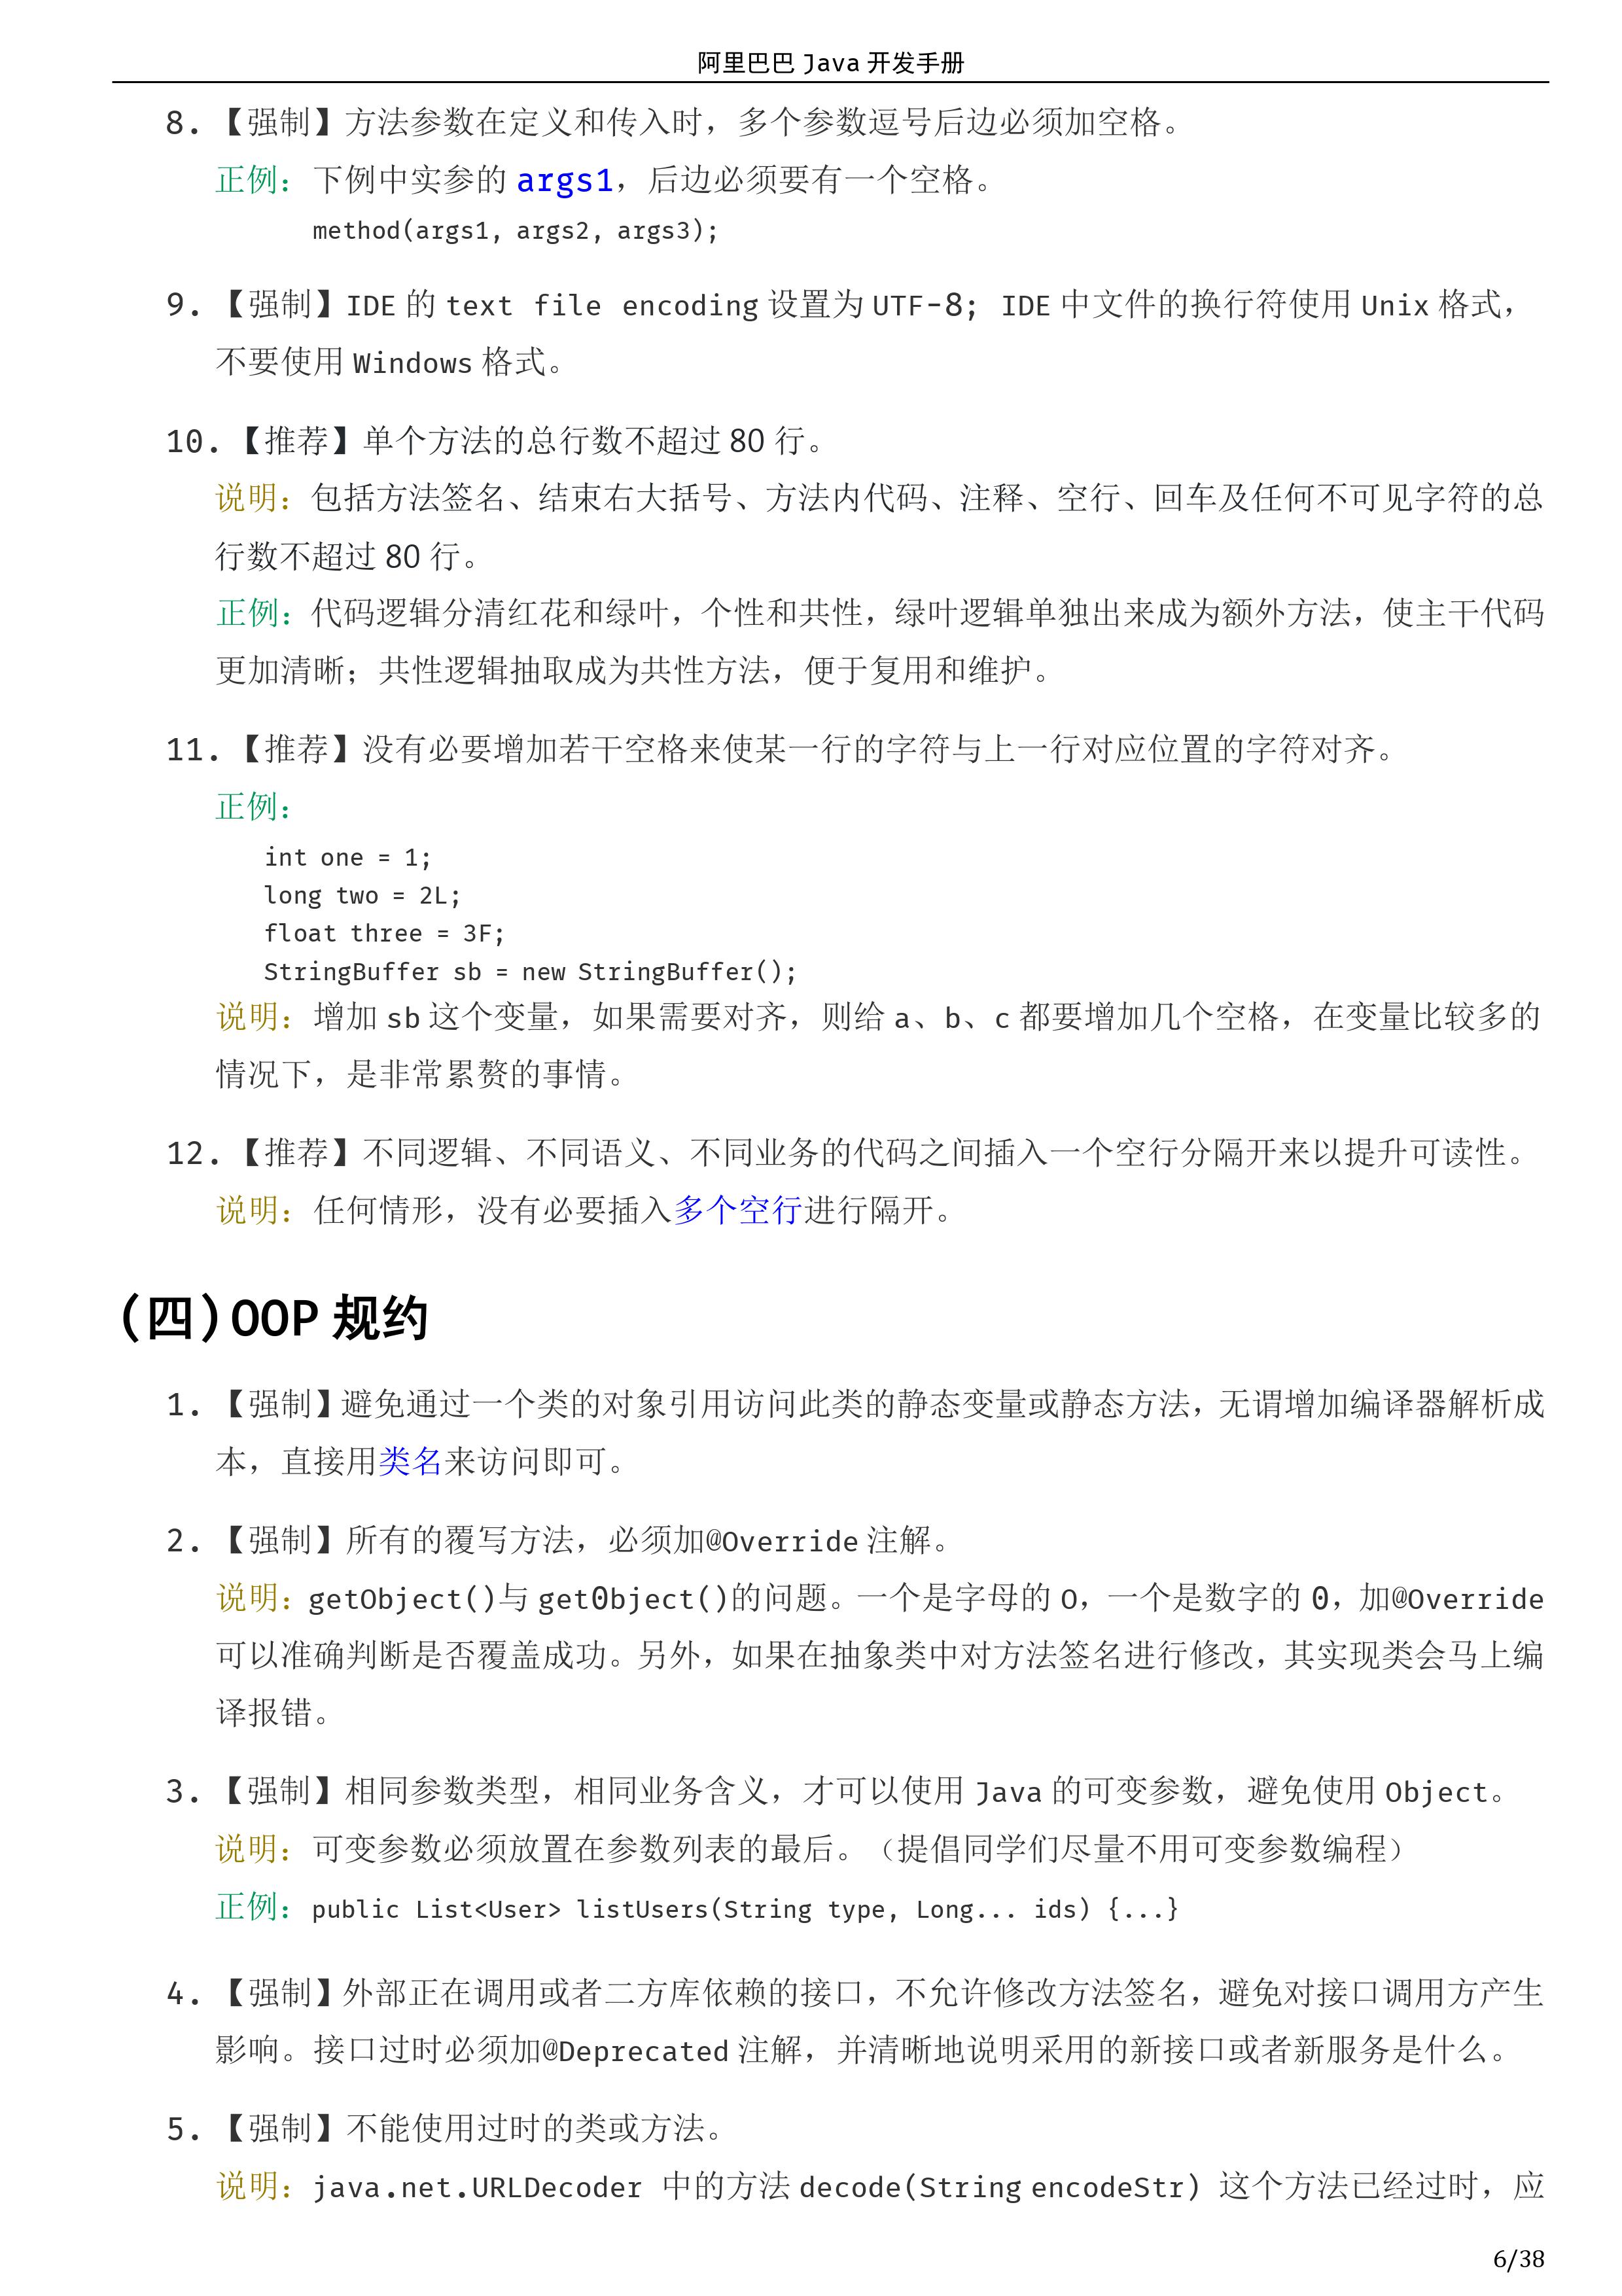 阿里巴巴 Java 开发手册
8. 【强制】方法参数在定义和传入时，多个参数逗号后边必须加空格。
正例：下例中实参的 args1，后边必须要有一个空格。
method(args1, args2, args3);
9. 【强制】IDE 的 text file encoding 设置为 UTF-8; IDE 中文件的换行符使用 Unix 格式，
不要使用 Windows 格式。
10. 【推荐】单个方法的总行数不超过 80 行。
说明：包括方法签名、结束右大括号、方法内代码、注释、空行、回车及任何不可见字符的总
行数不超过 80 行。
正例：代码逻辑分清红花和绿叶，个性和共性，绿叶逻辑单独出来成为额外方法，使主干代码
更加清晰；共性逻辑抽取成为共性方法，便于复用和维护。
11. 【推荐】没有必要增加若干空格来使某一行的字符与上一行对应位置的字符对齐。
正例：
int one = 1;
long two = 2L;
float three = 3F;
StringBuffer sb = new StringBuffer();
说明：增加 sb 这个变量，如果需要对齐，则给 a、b、c 都要增加几个空格，在变量比较多的
情况下，是非常累赘的事情。
12. 【推荐】不同逻辑、不同语义、不同业务的代码之间插入一个空行分隔开来以提升可读性。
说明：任何情形，没有必要插入多个空行进行隔开。
(四)OOP 规约
1. 【强制】避免通过一个类的对象引用访问此类的静态变量或静态方法，无谓增加编译器解析成
本，直接用类名来访问即可。
2. 【强制】所有的覆写方法，必须加@Override 注解。
说明：getObject()与 get0bject()的问题。一个是字母的 O，一个是数字的 0，加@Override
可以准确判断是否覆盖成功。另外，如果在抽象类中对方法签名进行修改，其实现类会马上编
译报错。
3. 【强制】相同参数类型，相同业务含义，才可以使用 Java 的可变参数，避免使用 Object。
说明：可变参数必须放置在参数列表的最后。（提倡同学们尽量不用可变参数编程）
正例：public List<User> listUsers(String type, Long... ids) {...}
4. 【强制】外部正在调用或者二方库依赖的接口，不允许修改方法签名，避免对接口调用方产生
影响。接口过时必须加@Deprecated 注解，并清晰地说明采用的新接口或者新服务是什么。
5. 【强制】不能使用过时的类或方法。
说明：java.net.URLDecoder 中的方法 decode(String encodeStr) 这个方法已经过时，应
6/38